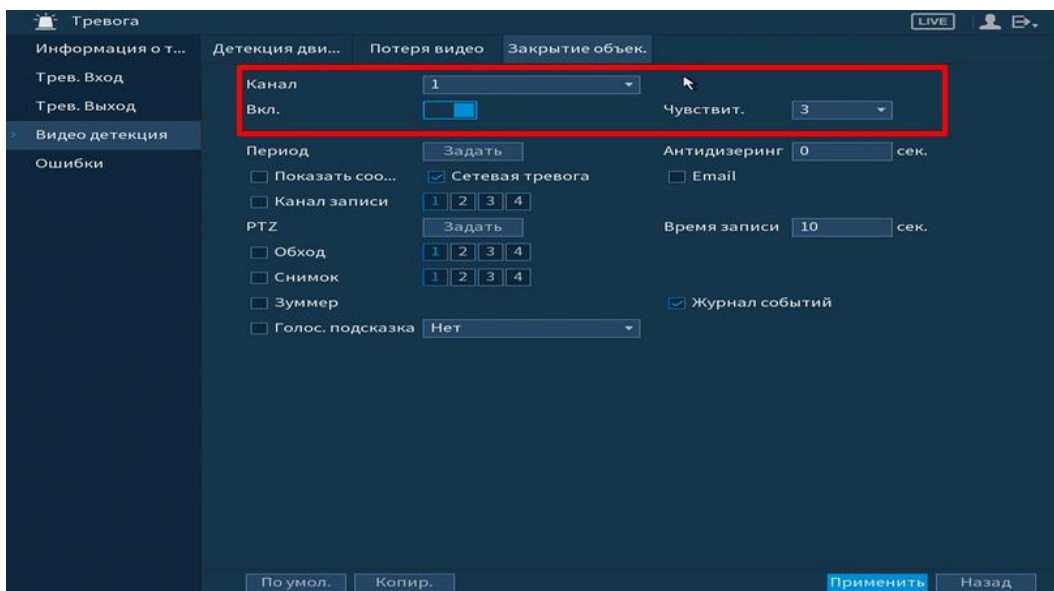 Тревога LIVE
Информация о т... Детекция дви... Потеря видео Закрытие объек.
Трев. Вход
Трев. Выход
Видео детекция
Ошибки
Канал 1
Вкл. Чувствит. 3
Период Задать Антидизеринг 0 сек.
Показать соо... Сетевая тревога Email
Канал записи 1 2 3 4
PTZ Задать Время записи 10 сек.
Обход 1 2 3 4
Снимок 1 2 3 4
Зуммер Журнал событий
Голос. подсказка Нет
По умол. Копир. Применить Назад